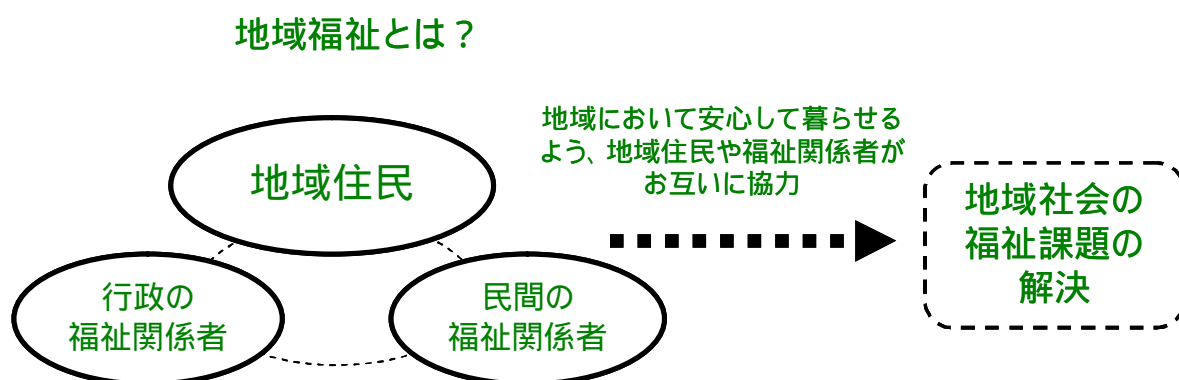 地域福祉とは？
地域において安心して暮らせる
よう、地域住民や福祉関係者が
お互いに協力
地域住民
行政の
福祉関係者
民間の
福祉関係者
地域社会の
福祉課題の
解決